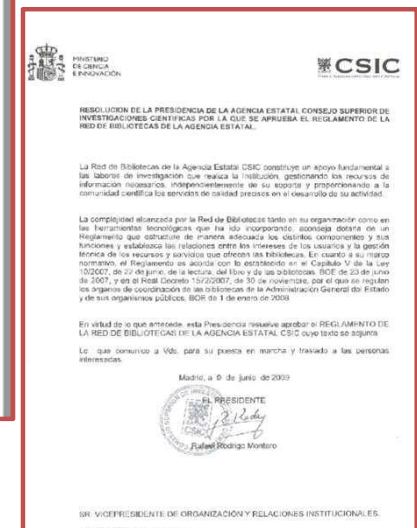 MINISTERIO
DE CIENCIA
E INNOVACIÓN
CSIC
RESOLUCION DE LA PRESIDENCIA DE LA AGENCIA ESTATAL CONSEJO SUPERIOR DE
INVESTIGACIONES CIENTIFICAS POR LA QUE SE APRUEBA EL REGLAMENTO DE LA
RED DE BIBLIOTECAS DE LA AGENCIA ESTATAL.
La Red de Bibliotecas de la Agencia Estatal CSIC constituye un apoyo fundamental a
las labores de investigación que realiza la Institución, gestionando los recursos de
información necesarios, independientemente de su soporte y proporcionando a la
comunidad científica los servicios de calidad precisos en el desarrollo de su actividad.
La complejidad alcanzada por la Red de Bibliotecas tanto en su organización como en
las herramientas tecnológicas que ha ido incorporando, aconseja dotarla de un
Reglamento que estructure de manera adecuada los distintos componentes y sus
funciones y establezca las relaciones entre los intereses de los usuarios y la gestión
técnica de los recursos y servicios que ofrecen las bibliotecas. En cuanto a su marco
normativo, el Reglamento es acorde con lo establecido en el Capítulo V de la Ley
10/2007, de 22 de junio, de la lectura, del libro y de las bibliotecas. BOE de 23 de junio
de 2007, y en el Real Decreto 1572/2007, de 30 de noviembre, por el que se regulan
los órganos de coordinación de las bibliotecas de la Administración General del Estado
y de sus organismos públicos, BOE de 1 de enero de 2008.
En virtud de lo que antecede, esta Presidencia resuelve aprobar el REGLAMENTO DE
LA RED DE BIBLIOTECAS DE LA AGENCIA ESTATAL CSIC cuyo texto se adjunta.
Lo que comunico a Vds. para su puesta en marcha y traslado a las personas
interesadas.
Madrid, a 9 de junio de 2009
EL PRESIDENTE
Rafael Rodrigo Montero
SR. VICEPRESIDENTE DE ORGANIZACIÓN Y RELACIONES INSTITUCIONALES.